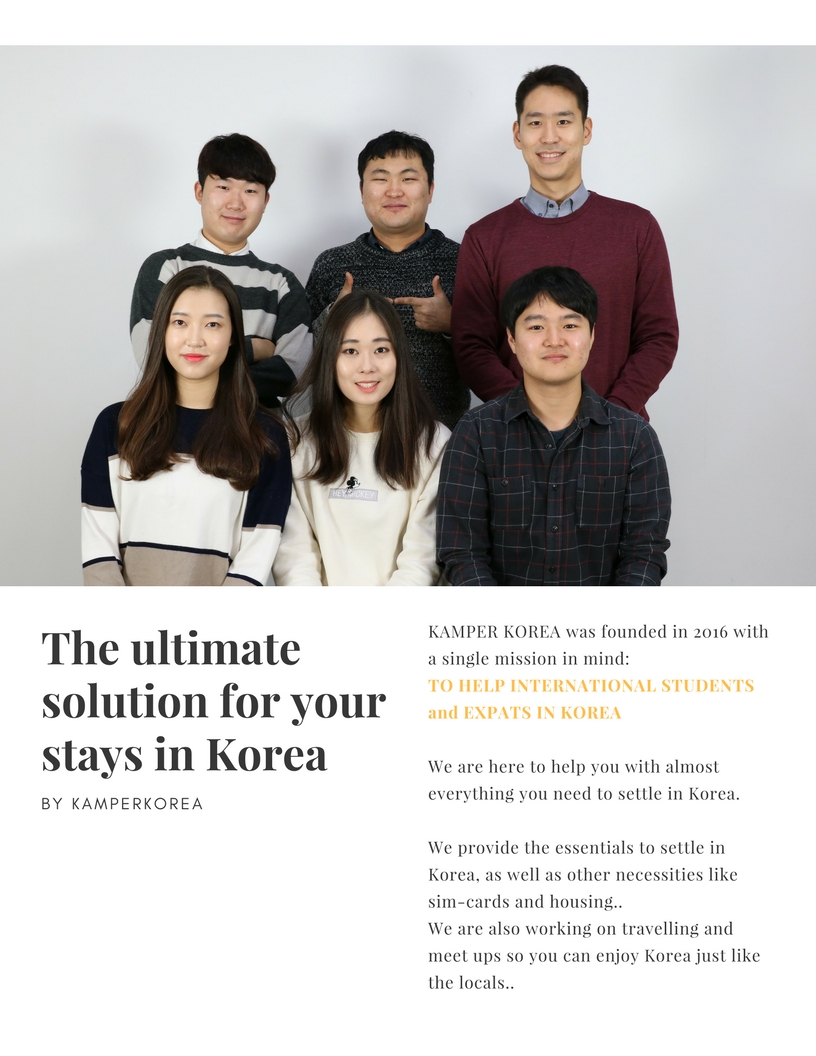 The ultimate
solution for your
stays in Korea
BY KAMPERKOREA
KAMPER KOREA was founded in 2016 with
a single mission in mind:
TO HELP INTERNATIONAL STUDENTS
and EXPATS IN KOREA
We are here to help you with almost
everything you need to settle in Korea.
We provide the essentials to settle in
Korea, as well as other necessities like
sim-cards and housing..
We are also working on travelling and
meet ups so you can enjoy Korea just like
the locals..